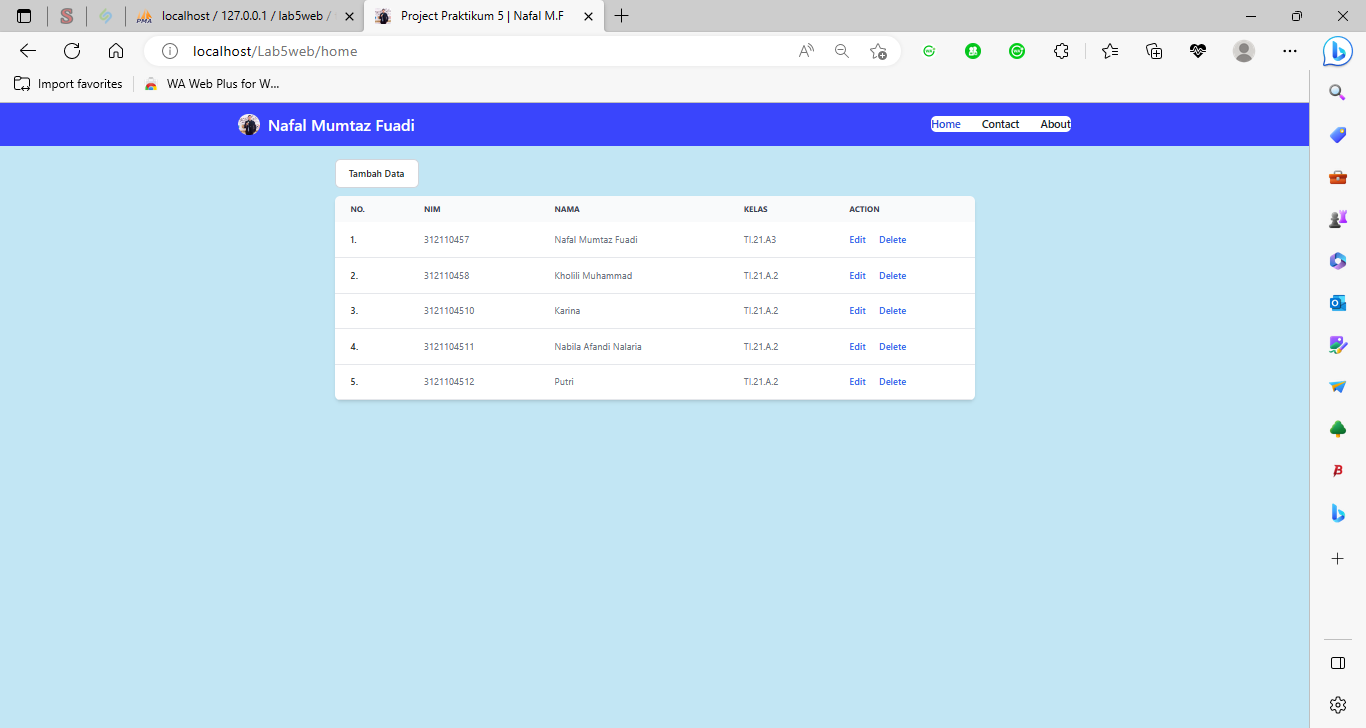 localhost / 127.0.0.1 / lab5web /
Project Praktikum 5 | Nafal M.F
localhost/Lab5web/home
Import favorites
WA Web Plus for W...
Nafal Mumtaz Fuadi
Home Contact About
Tambah Data
NO. NIM NAMA KELAS ACTION
1. 312110457 Nafal Mumtaz Fuadi TI.21.A3 Edit Delete
2. 312110458 Kholili Muhammad TI.21.A.2 Edit Delete
3. 3121104510 Karina TI.21.A.2 Edit Delete
4. 3121104511 Nabila Afandi Nalaria TI.21.A.2 Edit Delete
5. 3121104512 Putri TI.21.A.2 Edit Delete